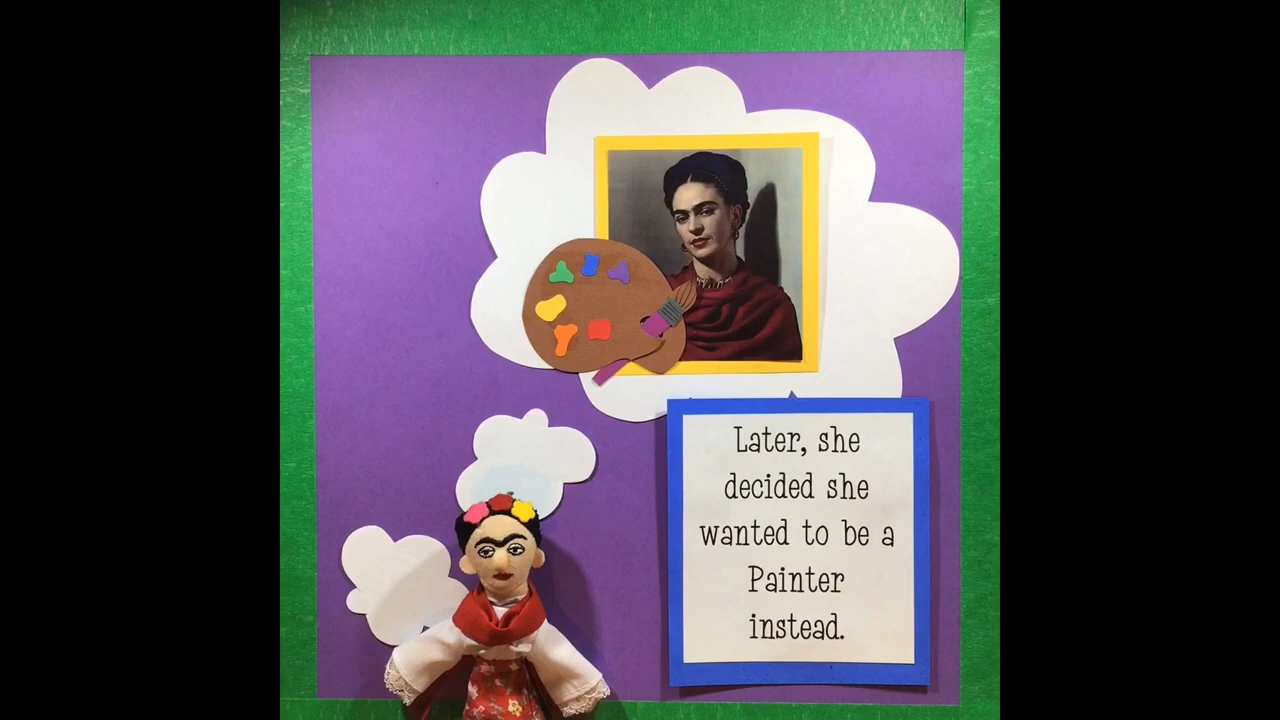 Later, she
decided she
wanted to be a
Painter
instead.